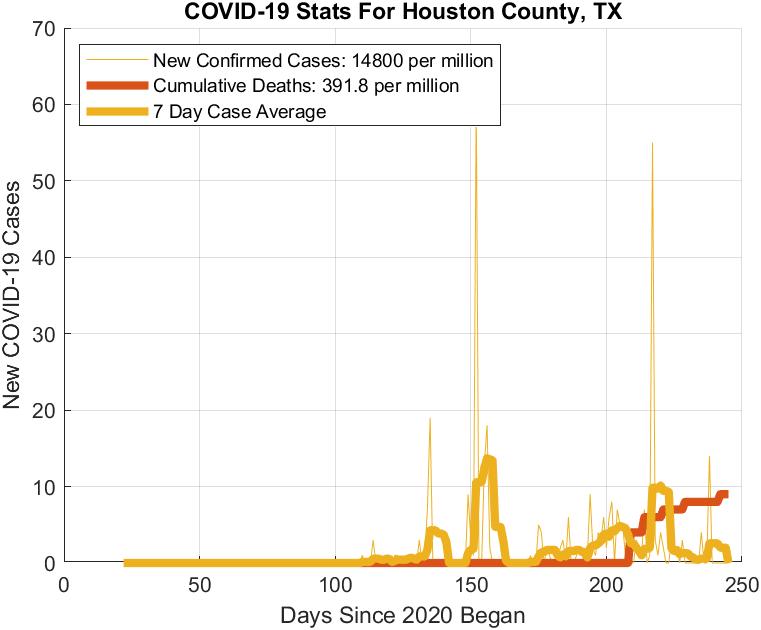 COVID-19 Stats For Houston County, TX
New Confirmed Cases: 14800 per million
Cumulative Deaths: 391.8 per million
7 Day Case Average
New COVID-19 Cases
70
60
50
40
30
20
10
0
0 50 100 150 200 250
Days Since 2020 Began